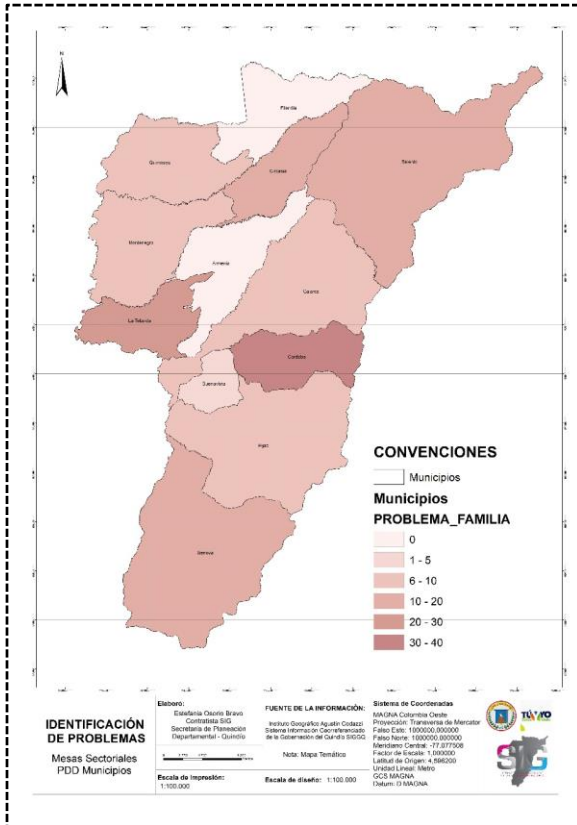 N
Filandia
Quimbaya
Circasia
Salento
Montenegro
Armenia
Calarca
La Tebaida
Cordoba
Buenavista
Pijao
Genova
CONVENCIONES
Municipios
Municipios
PROBLEMA_FAMILIA
0
1 - 5
6 - 10
10 - 20
20 - 30
30 - 40
IDENTIFICACIÓN
DE PROBLEMAS
Mesas Sectoriales
PDD Municipios
Elaboro:
Estefania Osorio Bravo
Contratista SIG
Secretaria de Planeación
Departamental - Quindío
Escala de impresión:
1:100.000
FUENTE DE LA INFORMACIÓN:
Instituto Geográfico Agustín Codazzi
Sistema Información Georreferenciado
de la Gobernación del Quindío SIGGQ
Nota: Mapa Temático
Escala de diseño: 1:100.000
Sistema de Coordenadas
MAGNA Colombia Oeste
Proyección: Transversa de Mercator
Falso Este: 1000000,000000
Falso Norte: 1000000,000000
Meridiano Central: -77,077508
Factor de Escala: 1,000000
Latitud de Origen: 4,596200
Unidad Lineal: Metro
GCS MAGNA
Datum: D MAGNA
SIG